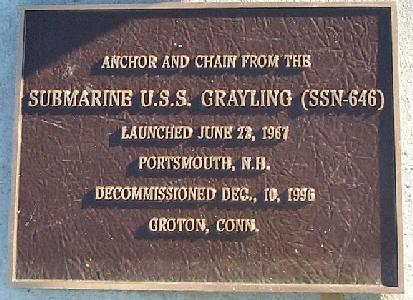 ANCHOR AND CHAIN FROM THE
SUBMARINE U.S.S. GRAYLING (SSN-646)
LAUNCHED JUNE 22, 1967
PORTSMOUTH, N.H.
DECOMMISSIONED DEC., 10, 1996
GROTON, CONN.